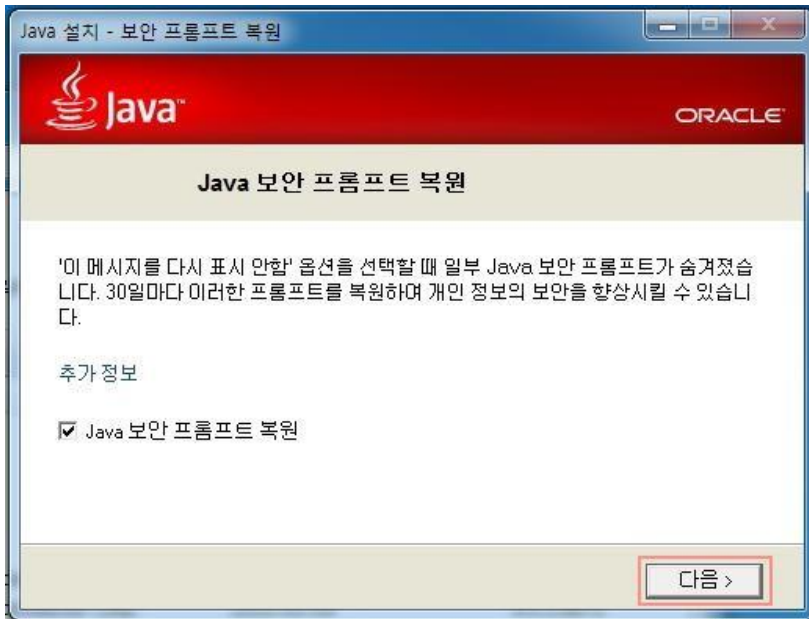 Java 설치 - 보안 프롬프트 복원
Java™
ORACLE
Java 보안 프롬프트 복원
'이 메시지를 다시 표시 안함' 옵션을 선택할 때 일부 Java 보안 프롬프트가 숨겨졌습
니다. 30일마다 이러한 프롬프트를 복원하여 개인 정보의 보안을 향상시킬 수 있습니
다.
추가 정보
Java 보안 프롬프트 복원
다음 >